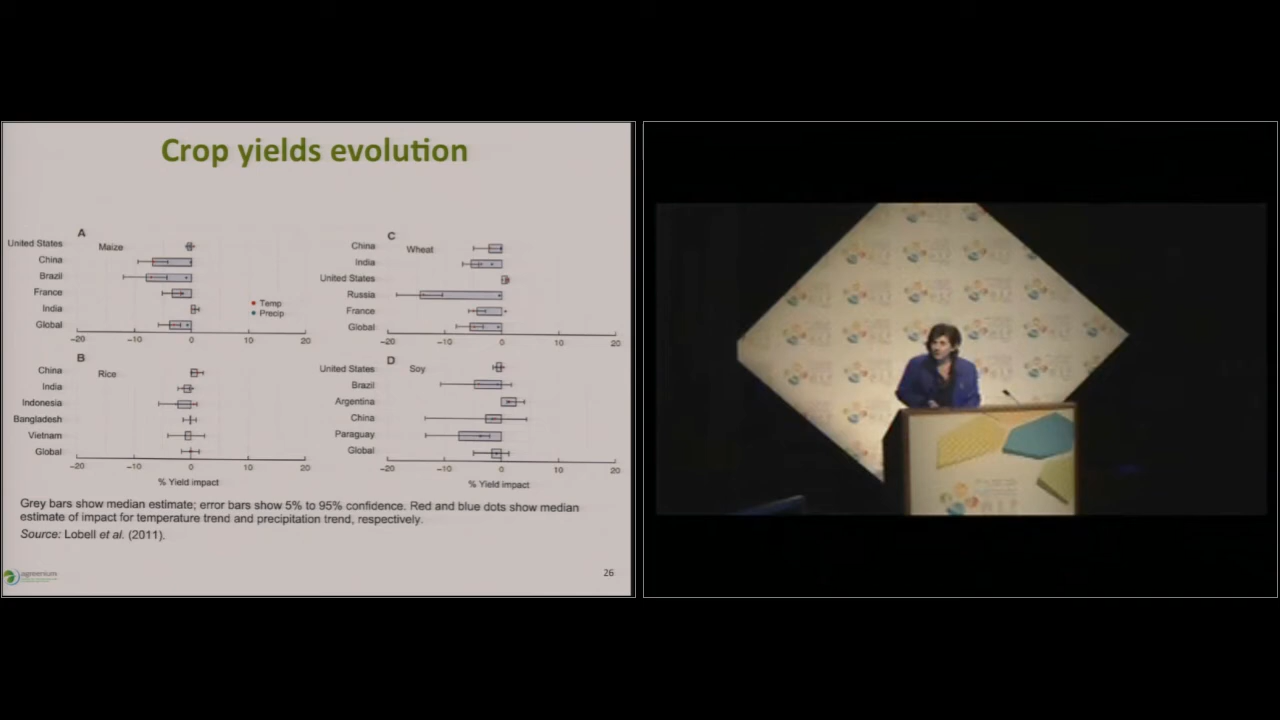 Crop yields evolution
A
Maize
United States
China
Brazil
France
India
Global
Temp
Precip
−20 −10 0 10 20
B
Rice
China
India
Indonesia
Bangladesh
Vietnam
Global
−20 −10 0 10 20
% Yield impact
C
Wheat
China
India
United States
Russia
France
Global
−20 −10 0 10 20
D
Soy
United States
Brazil
Argentina
China
Paraguay
Global
−20 −10 0 10 20
% Yield impact
Grey bars show median estimate; error bars show 5% to 95% confidence. Red and blue dots show median
estimate of impact for temperature trend and precipitation trend, respectively.
Source: Lobell et al. (2011).
agreenium
26